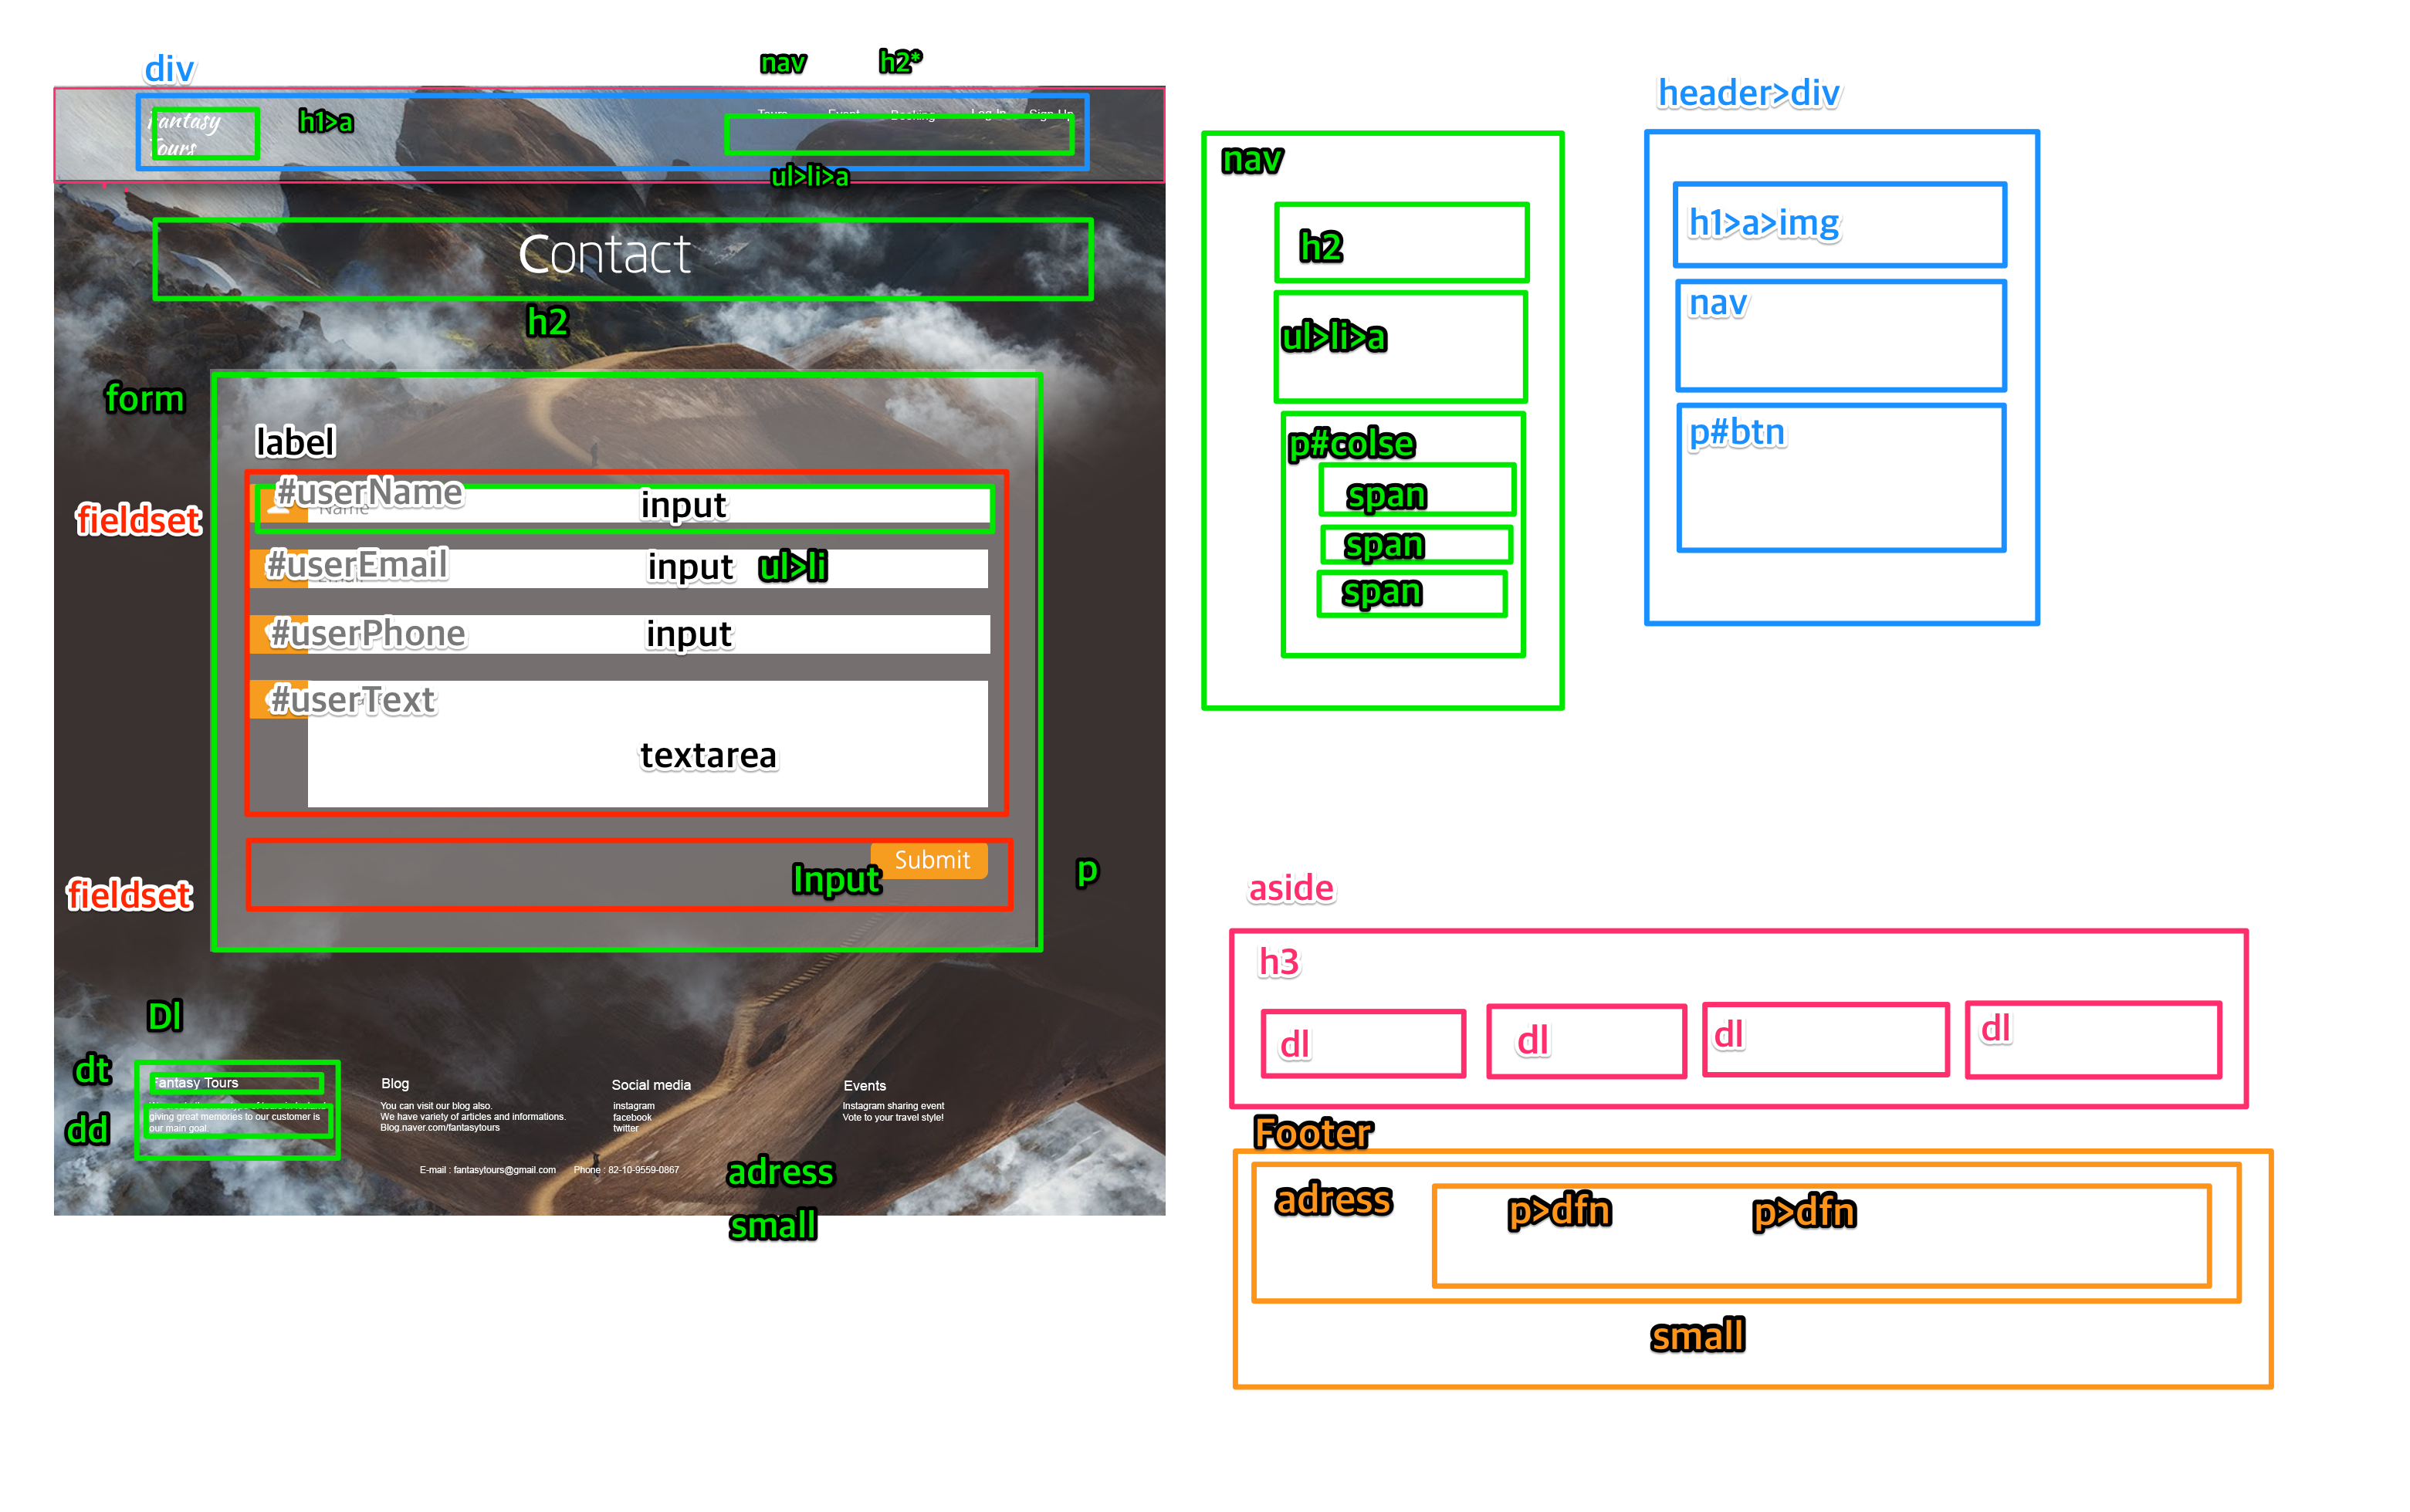 div
nav h2*
header>div
Fantasy
Tours
h1>a
Tours Event Booking Log In Sign Up
ul>li>a
Contact
h2
form
label
fieldset
#userName
Name
input
#userEmail
input ul>li
#userPhone
input
#userText
textarea
Submit
Input
p
fieldset
Dl
dt
dd
Fantasy Tours
giving great memories to our customer is
our main goal
Blog
You can visit our blog also.
We have variety of articles and informations.
Blog.naver.com/fantasytours
Social media
instagram
facebook
twitter
Events
Instagram sharing event
Vote to your travel style!
E-mail : fantasytours@gmail.com Phone : 82-10-9559-0867
adress
small
nav
h2
ul>li>a
p#colse
span
span
span
h1>a>img
nav
p#btn
aside
h3
dl
dl
dl
dl
Footer
adress
p>dfn
p>dfn
small